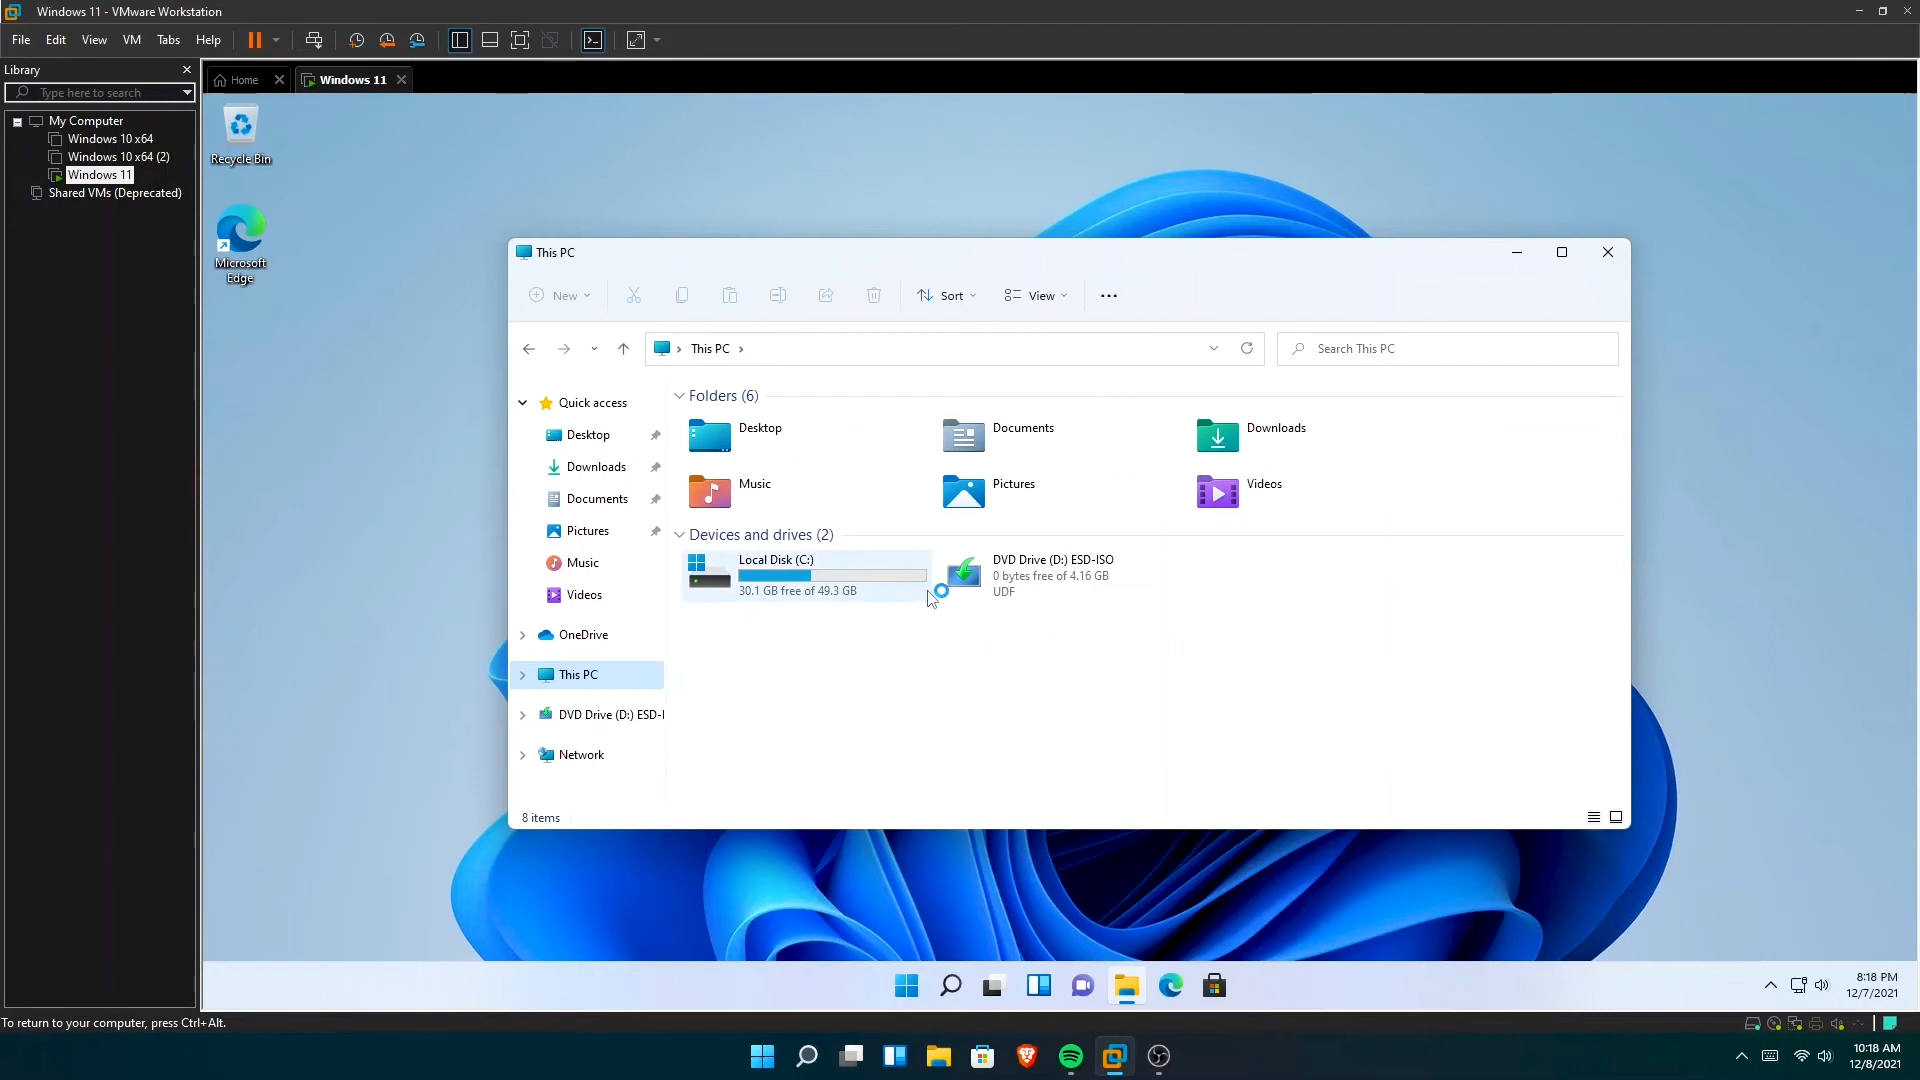 Windows 11 - VMware Workstation
File Edit View VM Tabs Help
Library
Home
Windows 11
Type here to search
My Computer
Windows 10 x64
Windows 10 x64 (2)
Windows 11
Shared VMs (Deprecated)
Recycle Bin
Microsoft
Edge
This PC
New
Sort
View
This PC
Search This PC
Quick access
Desktop
Downloads
Documents
Pictures
Music
Videos
OneDrive
This PC
DVD Drive (D:) ESD-I
Network
Folders (6)
Desktop
Documents
Downloads
Music
Pictures
Videos
Devices and drives (2)
Local Disk (C:)
30.1 GB free of 49.3 GB
DVD Drive (D:) ESD-ISO
0 bytes free of 4.16 GB
UDF
8 items
8:18 PM
12/7/2021
To return to your computer, press Ctrl+Alt.
10:18 AM
12/8/2021